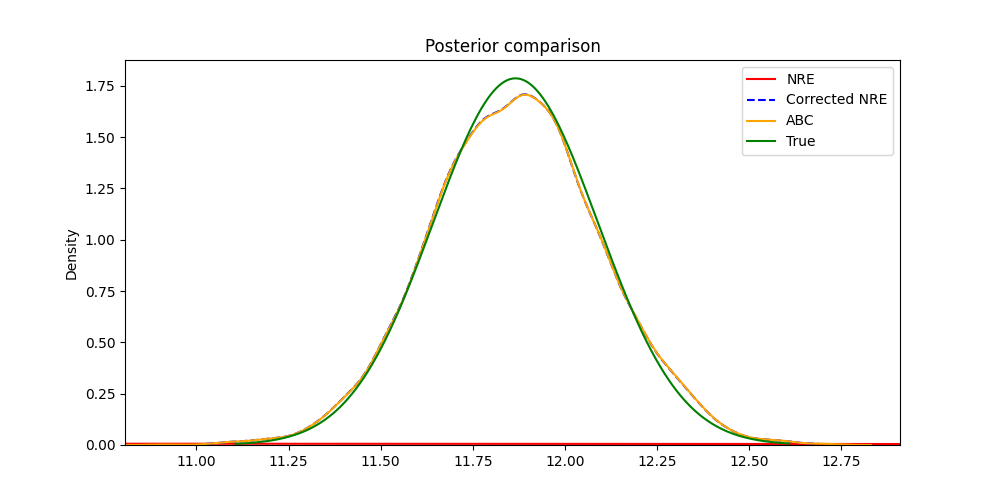 Posterior comparison
NRE
Corrected NRE
ABC
True
Density
1.75
1.50
1.25
1.00
0.75
0.50
0.25
0.00
11.00 11.25 11.50 11.75 12.00 12.25 12.50 12.75